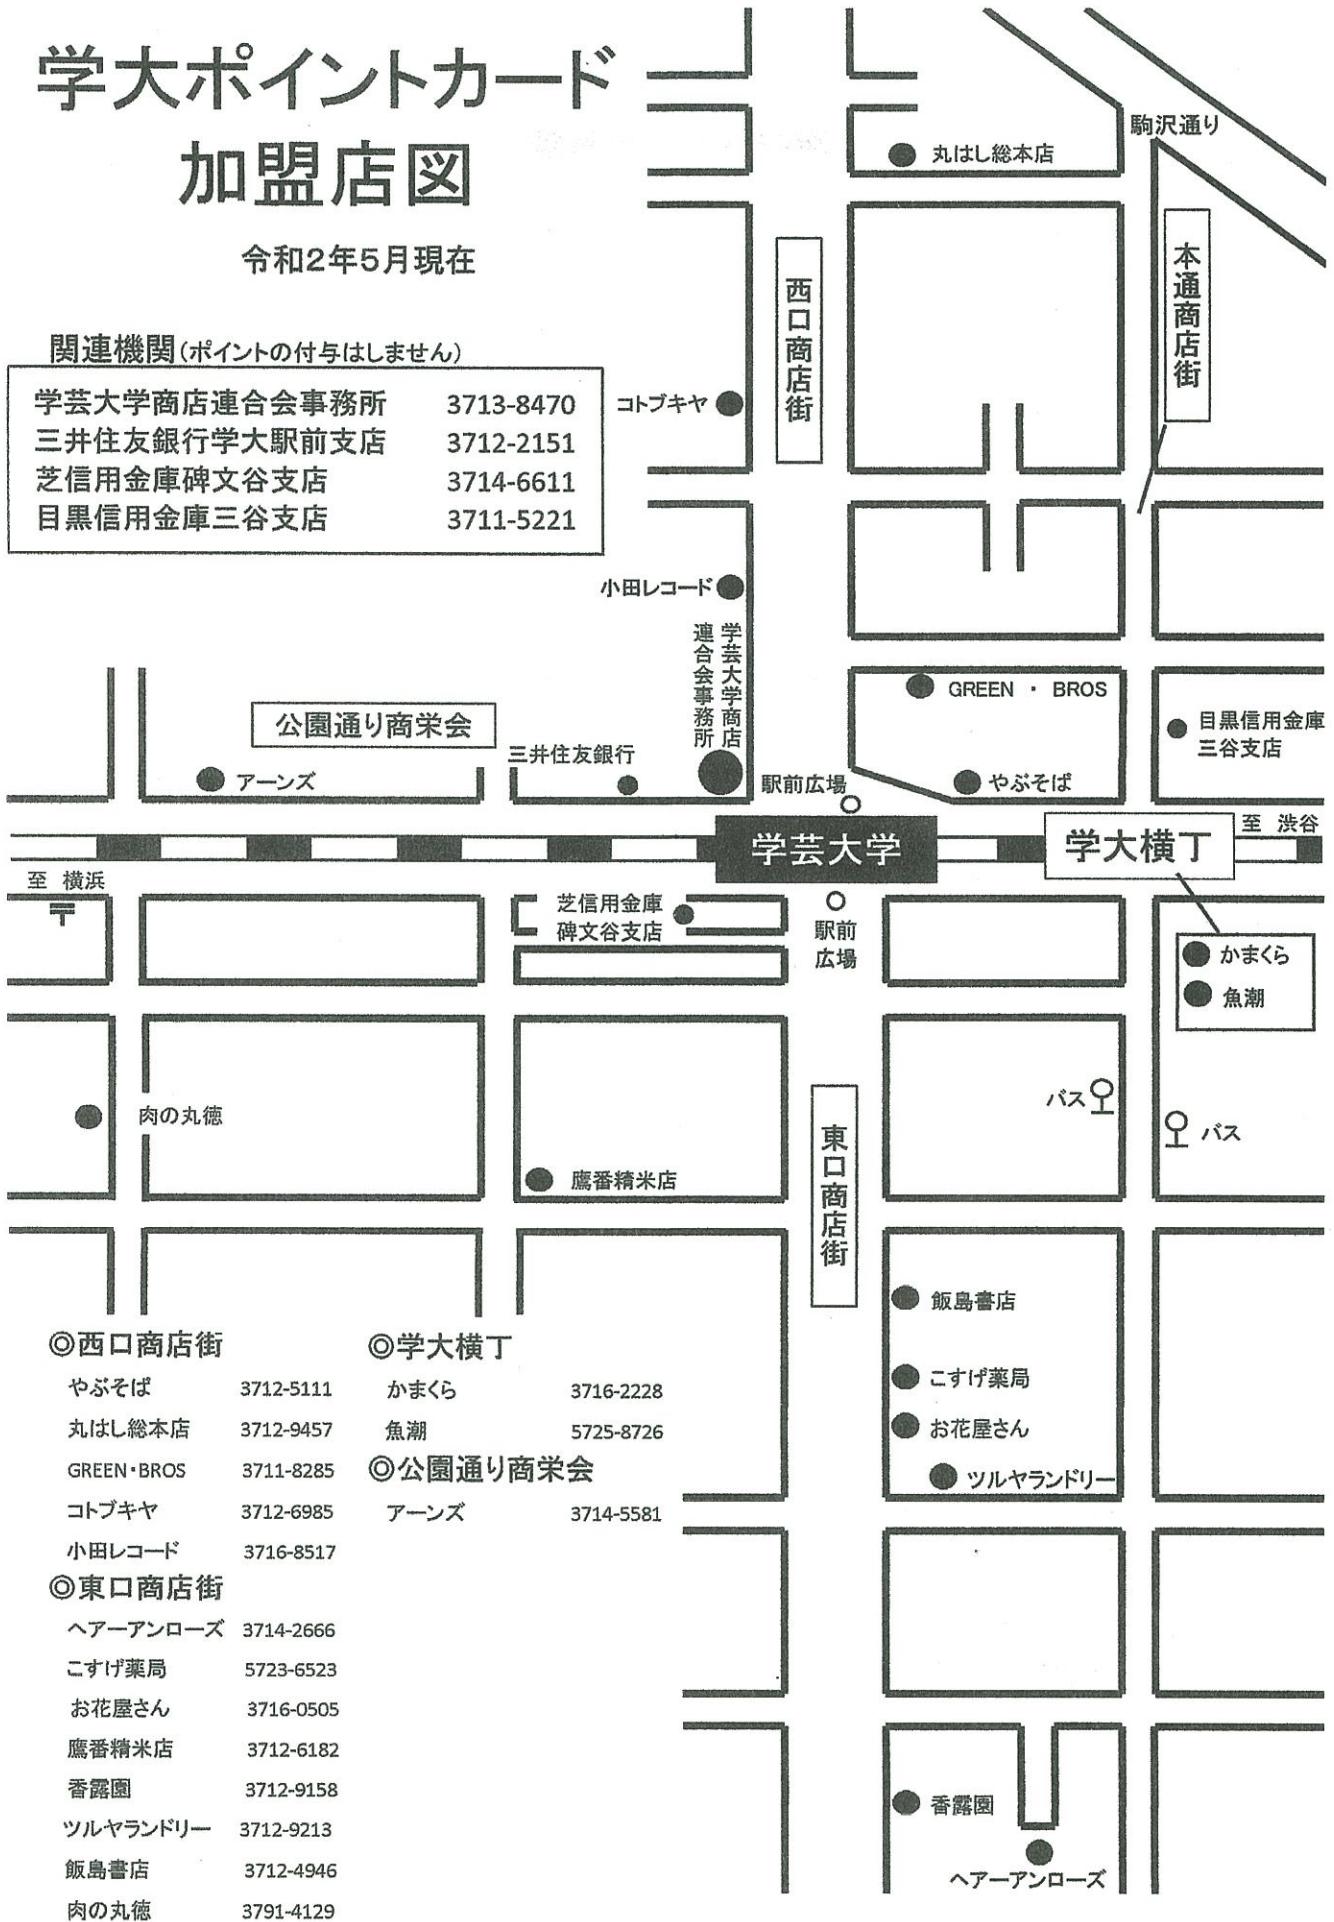 学大ポイントカード
加盟店図
令和2年5月現在
関連機関(ポイントの付与はしません)
学芸大学商店連合会事務所 3713-8470
三井住友銀行学大駅前支店 3712-2151
芝信用金庫碑文谷支店 3714-6611
目黒信用金庫三谷支店 3711-5221
駒沢通り
丸はし総本店
西口商店街
本通商店街
コトブキヤ
小田レコード
学芸大学商店
連合会事務所
GREEN ・ BROS
目黒信用金庫
三谷支店
公園通り商栄会
三井住友銀行
アーンズ
駅前広場
やぶそば
至 渋谷
学芸大学
学大横丁
至 横浜
〒
芝信用金庫
碑文谷支店
駅前
広場
かまくら
魚潮
バス
バス
肉の丸徳
東口商店街
鷹番精米店
飯島書店
こすげ薬局
お花屋さん
ツルヤランドリー
香露園
ヘアーアンローズ
◎西口商店街
やぶそば 3712-5111
丸はし総本店 3712-9457
GREEN・BROS 3711-8285
コトブキヤ 3712-6985
小田レコード 3716-8517
◎東口商店街
ヘアーアンローズ 3714-2666
こすげ薬局 5723-6523
お花屋さん 3716-0505
鷹番精米店 3712-6182
香露園 3712-9158
ツルヤランドリー 3712-9213
飯島書店 3712-4946
肉の丸徳 3791-4129
◎学大横丁
かまくら 3716-2228
魚潮 5725-8726
◎公園通り商栄会
アーンズ 3714-5581